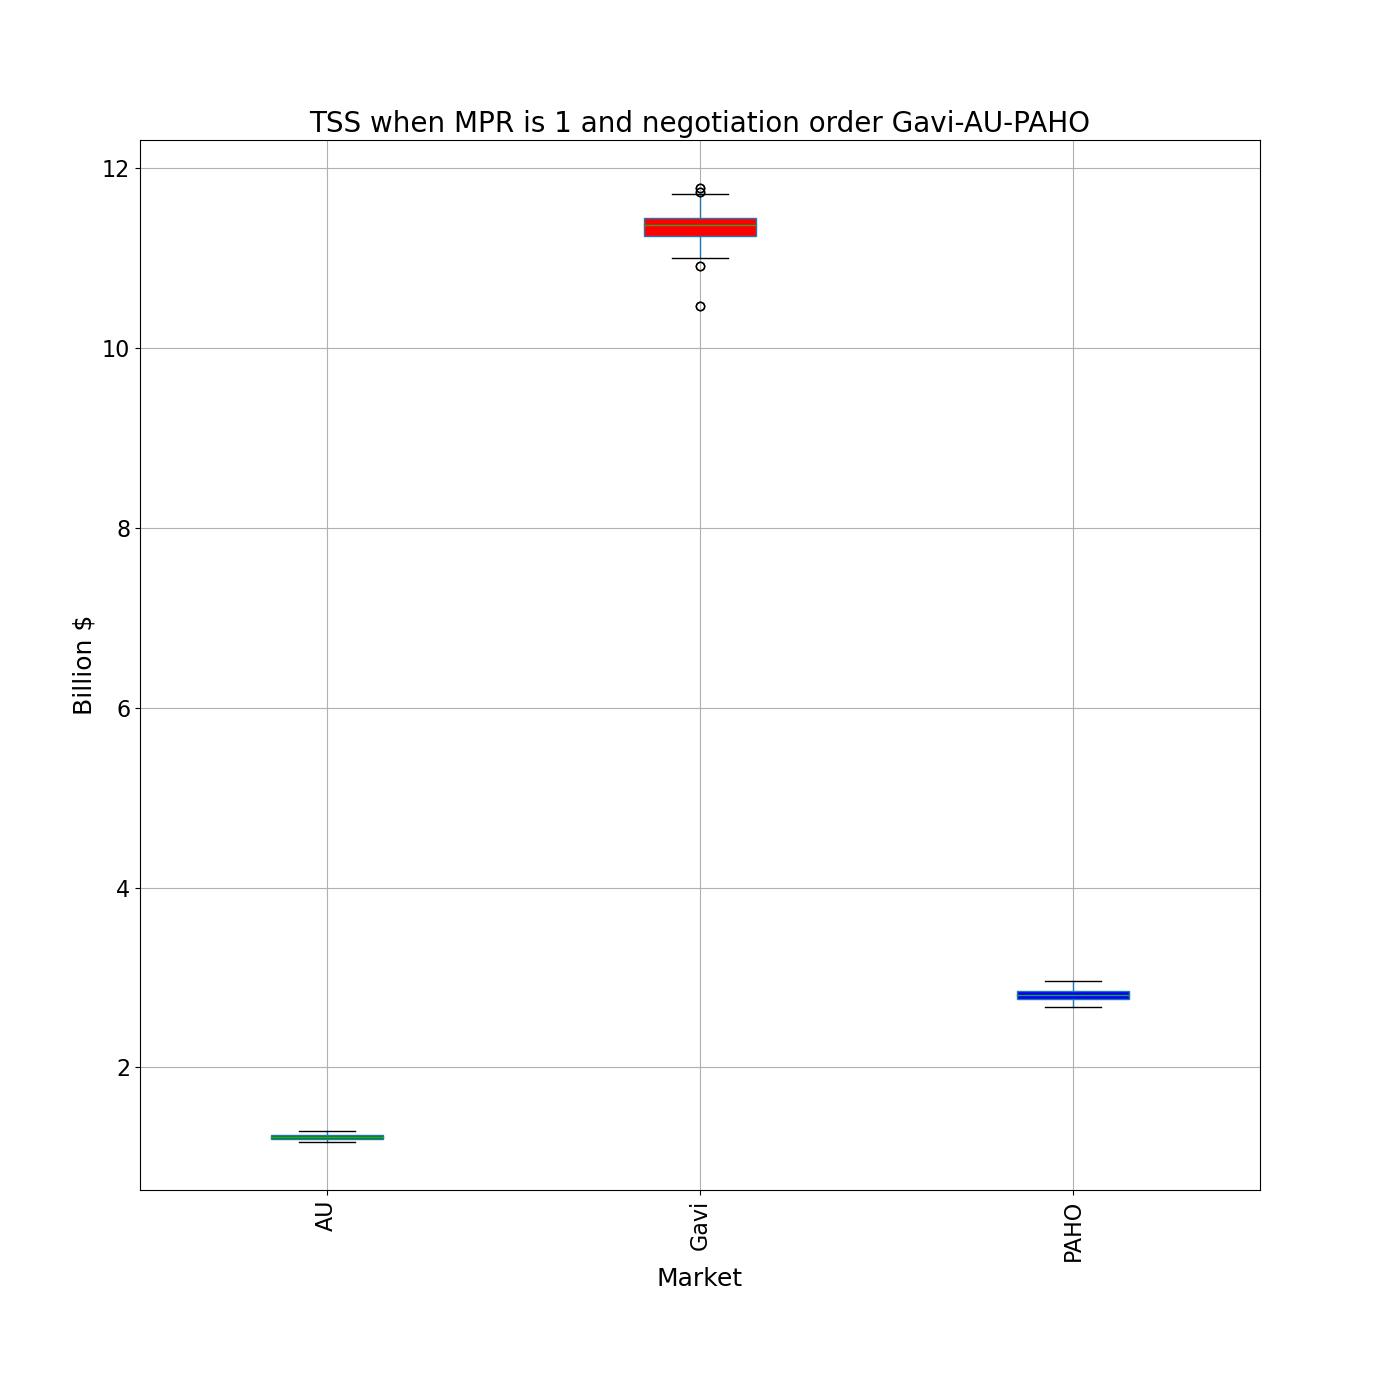 TSS when MPR is 1 and negotiation order Gavi-AU-PAHO
12
10
8
6
4
2
Billion $
AU
Gavi
PAHO
Market